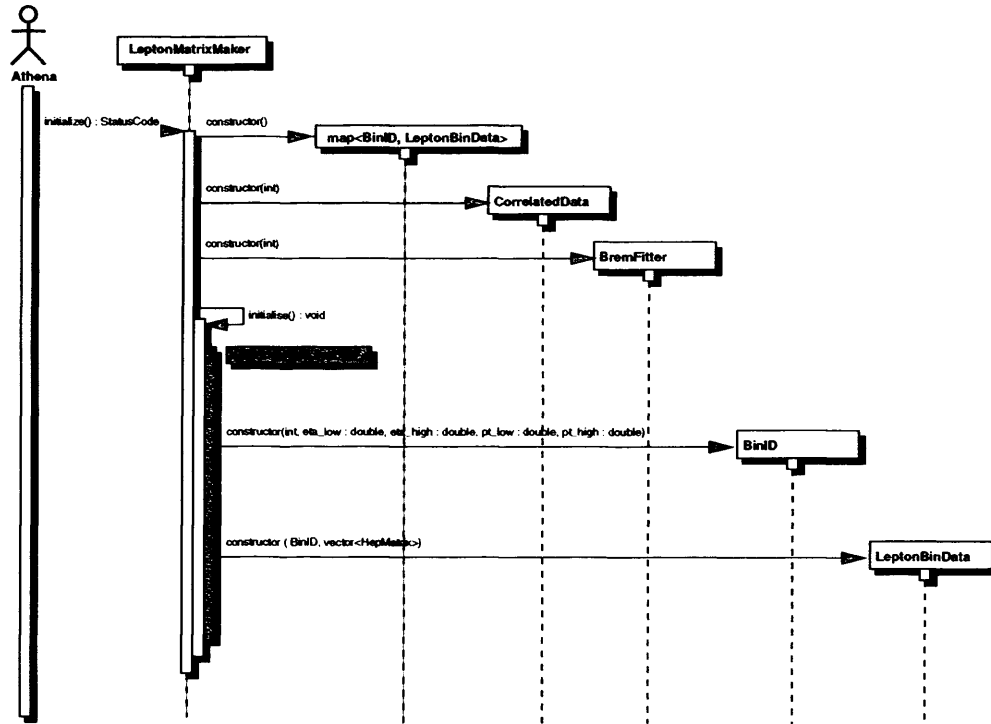 LeptonMatrixMaker
Athena
initialize() : StatusCode
constructor()
map<BinID, LeptonBinData>
constructor(int)
CorrelatedData
constructor(int)
BremFitter
initialise() : void
constructor(int, eta_low : double, eta_high : double, pt_low : double, pt_high : double)
BinID
constructor ( BinID, vector<HepMatrix>)
LeptonBinData